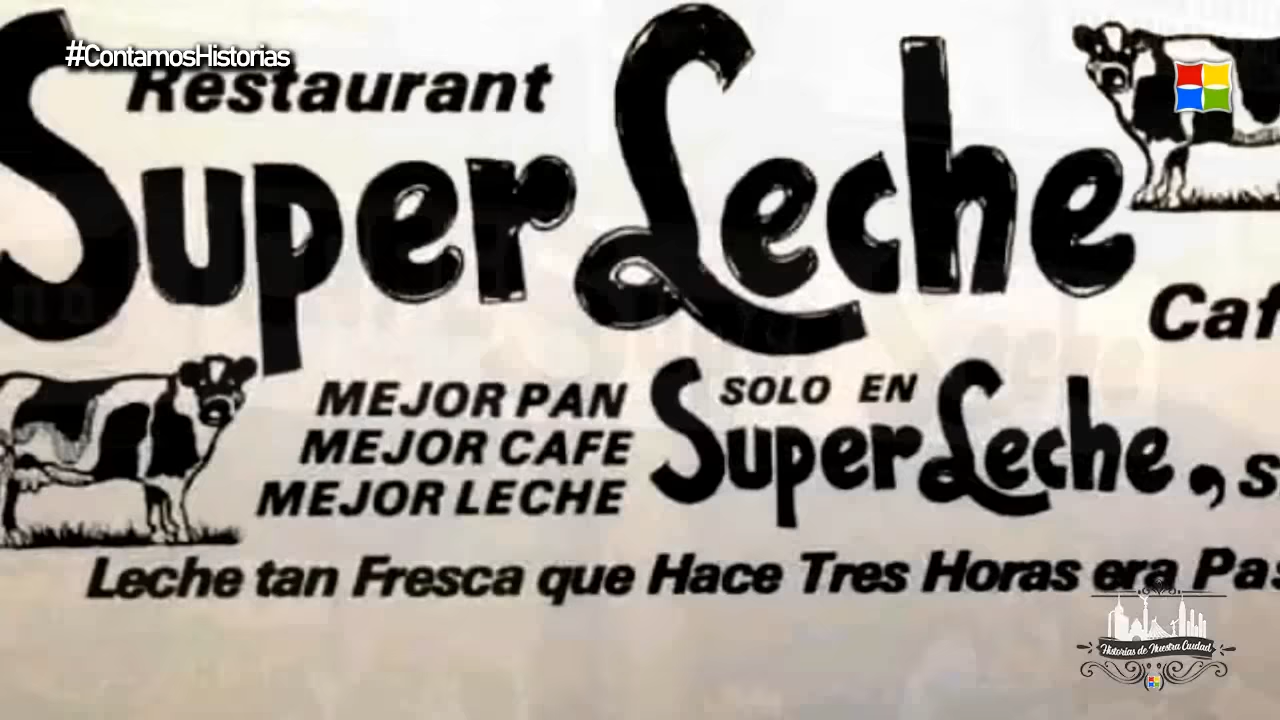 #ContamosHistorias
Restaurant
Super Leche
Caf
MEJOR PAN
MEJOR CAFE
MEJOR LECHE
SOLO EN
Super Leche, s
Leche tan Fresca que Hace Tres Horas era Pas
Historias de Nuestra Ciudad